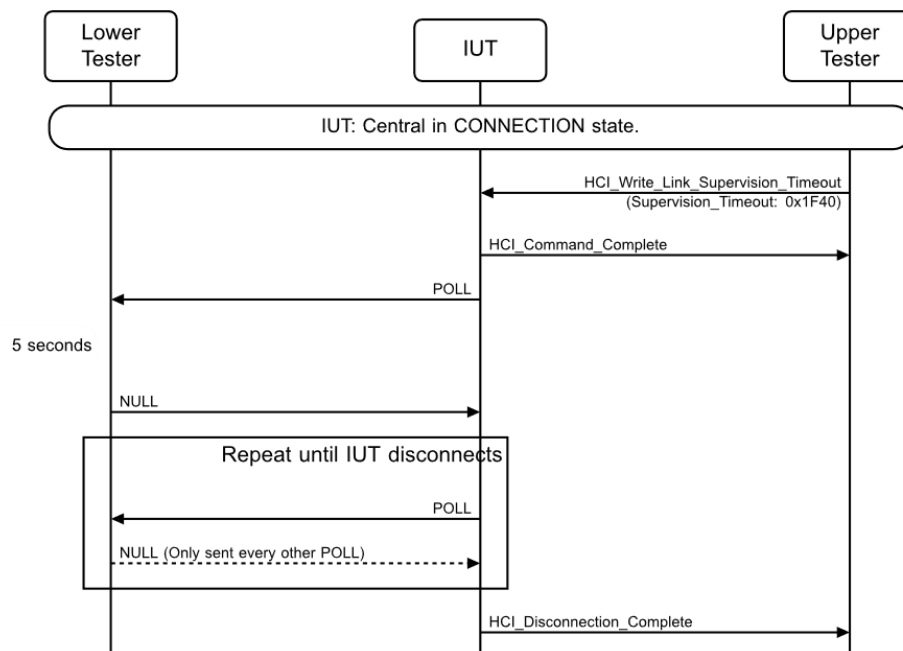 Lower
Tester
IUT
Upper
Tester
IUT: Central in CONNECTION state.
HCI_Write_Link_Supervision_Timeout
(Supervision_Timeout: 0x1F40)
HCI_Command_Complete
POLL
5 seconds
NULL
Repeat until IUT disconnects
POLL
NULL (Only sent every other POLL)
HCI_Disconnection_Complete